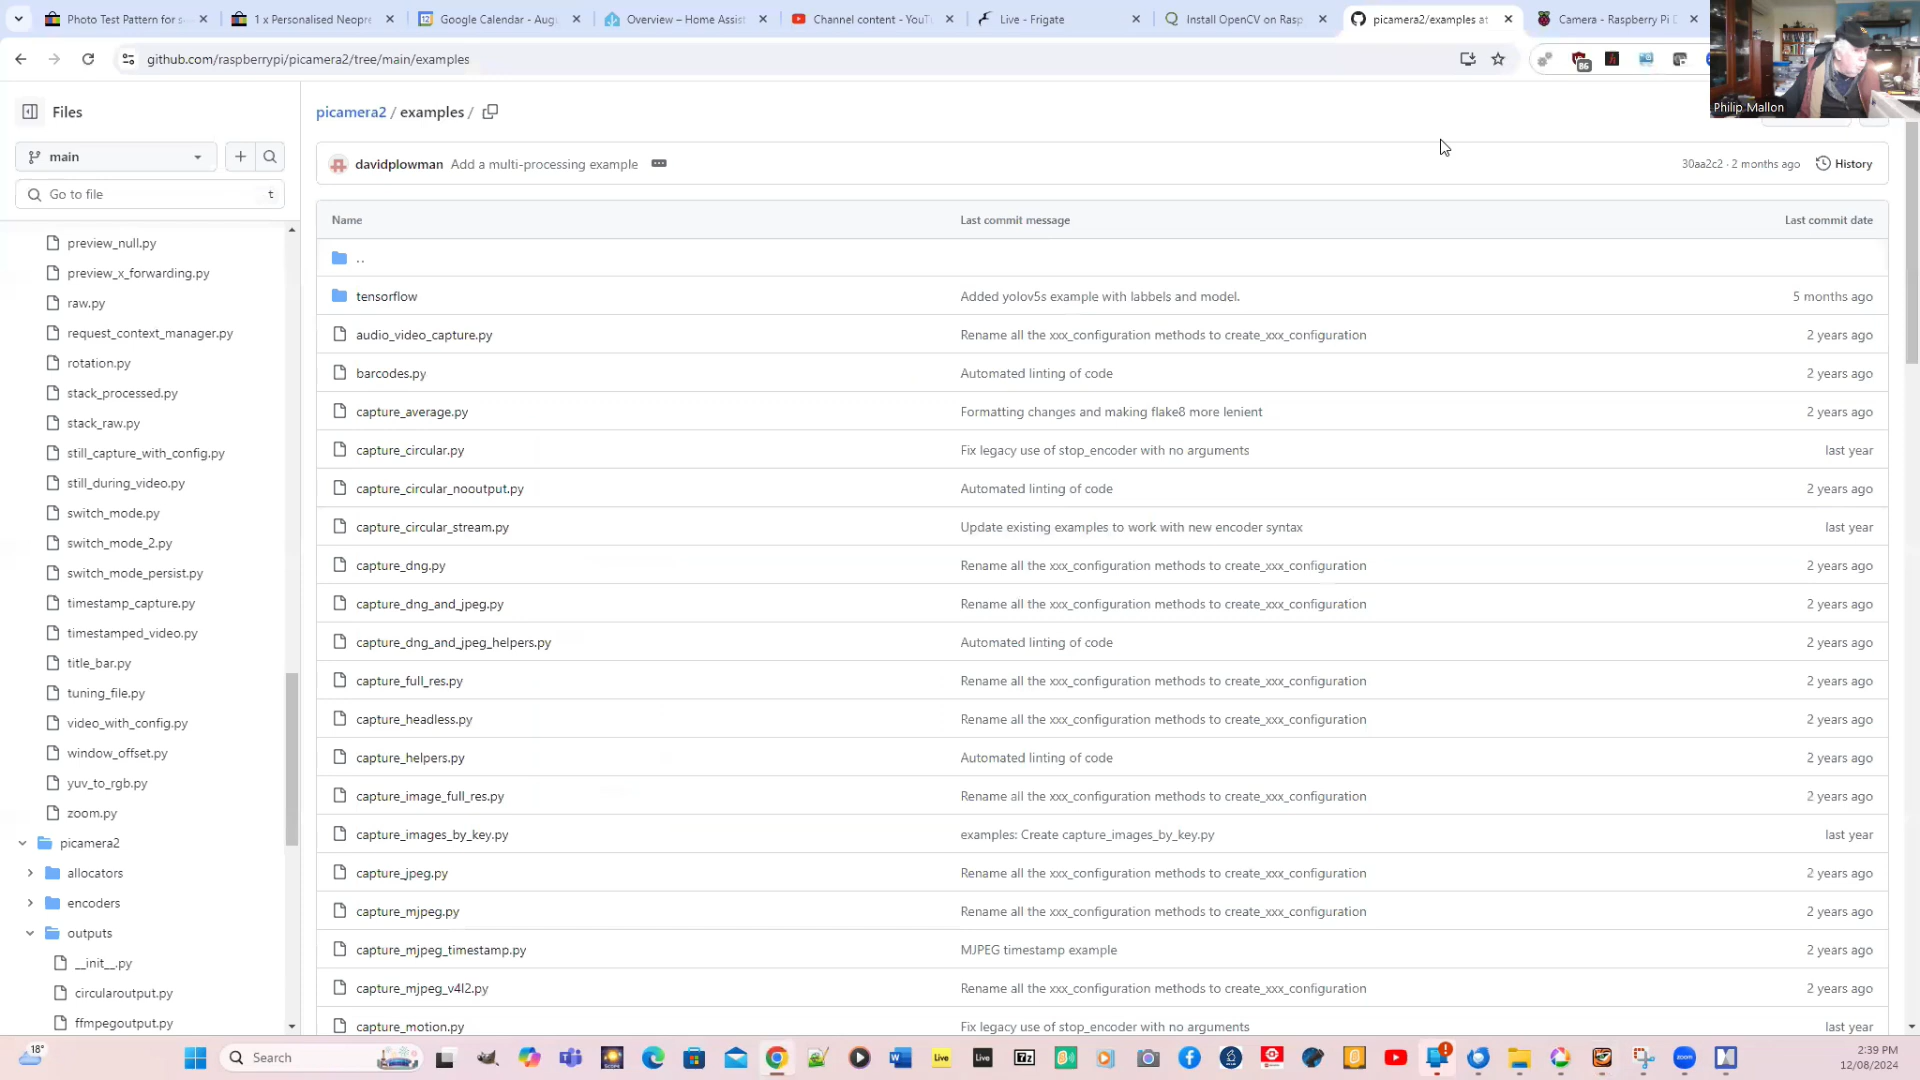 Photo Test Pattern for s
1 x Personalised Neopre
Google Calendar - Aug
Overview – Home Assist
Channel content - YouTu
Live - Frigate
Install OpenCV on Rasp
picamera2/examples at
Camera - Raspberry Pi
github.com/raspberrypi/picamera2/tree/main/examples
86
Philip Mallon
Files
main
Go to file
t
preview_null.py
preview_x_forwarding.py
raw.py
request_context_manager.py
rotation.py
stack_processed.py
stack_raw.py
still_capture_with_config.py
still_during_video.py
switch_mode.py
switch_mode_2.py
switch_mode_persist.py
timestamp_capture.py
timestamped_video.py
title_bar.py
tuning_file.py
video_with_config.py
window_offset.py
yuv_to_rgb.py
zoom.py
picamera2
allocators
encoders
outputs
__init__.py
circularoutput.py
ffmpegoutput.py
picamera2 / examples /
davidplowman Add a multi-processing example
30aa2c2 · 2 months ago History
Name Last commit message Last commit date
..
tensorflow Added yolov5s example with labbels and model. 5 months ago
audio_video_capture.py Rename all the xxx_configuration methods to create_xxx_configuration 2 years ago
barcodes.py Automated linting of code 2 years ago
capture_average.py Formatting changes and making flake8 more lenient 2 years ago
capture_circular.py Fix legacy use of stop_encoder with no arguments last year
capture_circular_nooutput.py Automated linting of code 2 years ago
capture_circular_stream.py Update existing examples to work with new encoder syntax last year
capture_dng.py Rename all the xxx_configuration methods to create_xxx_configuration 2 years ago
capture_dng_and_jpeg.py Rename all the xxx_configuration methods to create_xxx_configuration 2 years ago
capture_dng_and_jpeg_helpers.py Automated linting of code 2 years ago
capture_full_res.py Rename all the xxx_configuration methods to create_xxx_configuration 2 years ago
capture_headless.py Rename all the xxx_configuration methods to create_xxx_configuration 2 years ago
capture_helpers.py Automated linting of code 2 years ago
capture_image_full_res.py Rename all the xxx_configuration methods to create_xxx_configuration 2 years ago
capture_images_by_key.py examples: Create capture_images_by_key.py last year
capture_jpeg.py Rename all the xxx_configuration methods to create_xxx_configuration 2 years ago
capture_mjpeg.py Rename all the xxx_configuration methods to create_xxx_configuration 2 years ago
capture_mjpeg_timestamp.py MJPEG timestamp example 2 years ago
capture_mjpeg_v4l2.py Rename all the xxx_configuration methods to create_xxx_configuration 2 years ago
capture_motion.py Fix legacy use of stop_encoder with no arguments last year
18°
Search
Live
Live
Tz
zoom
2:39 PM
12/08/2024